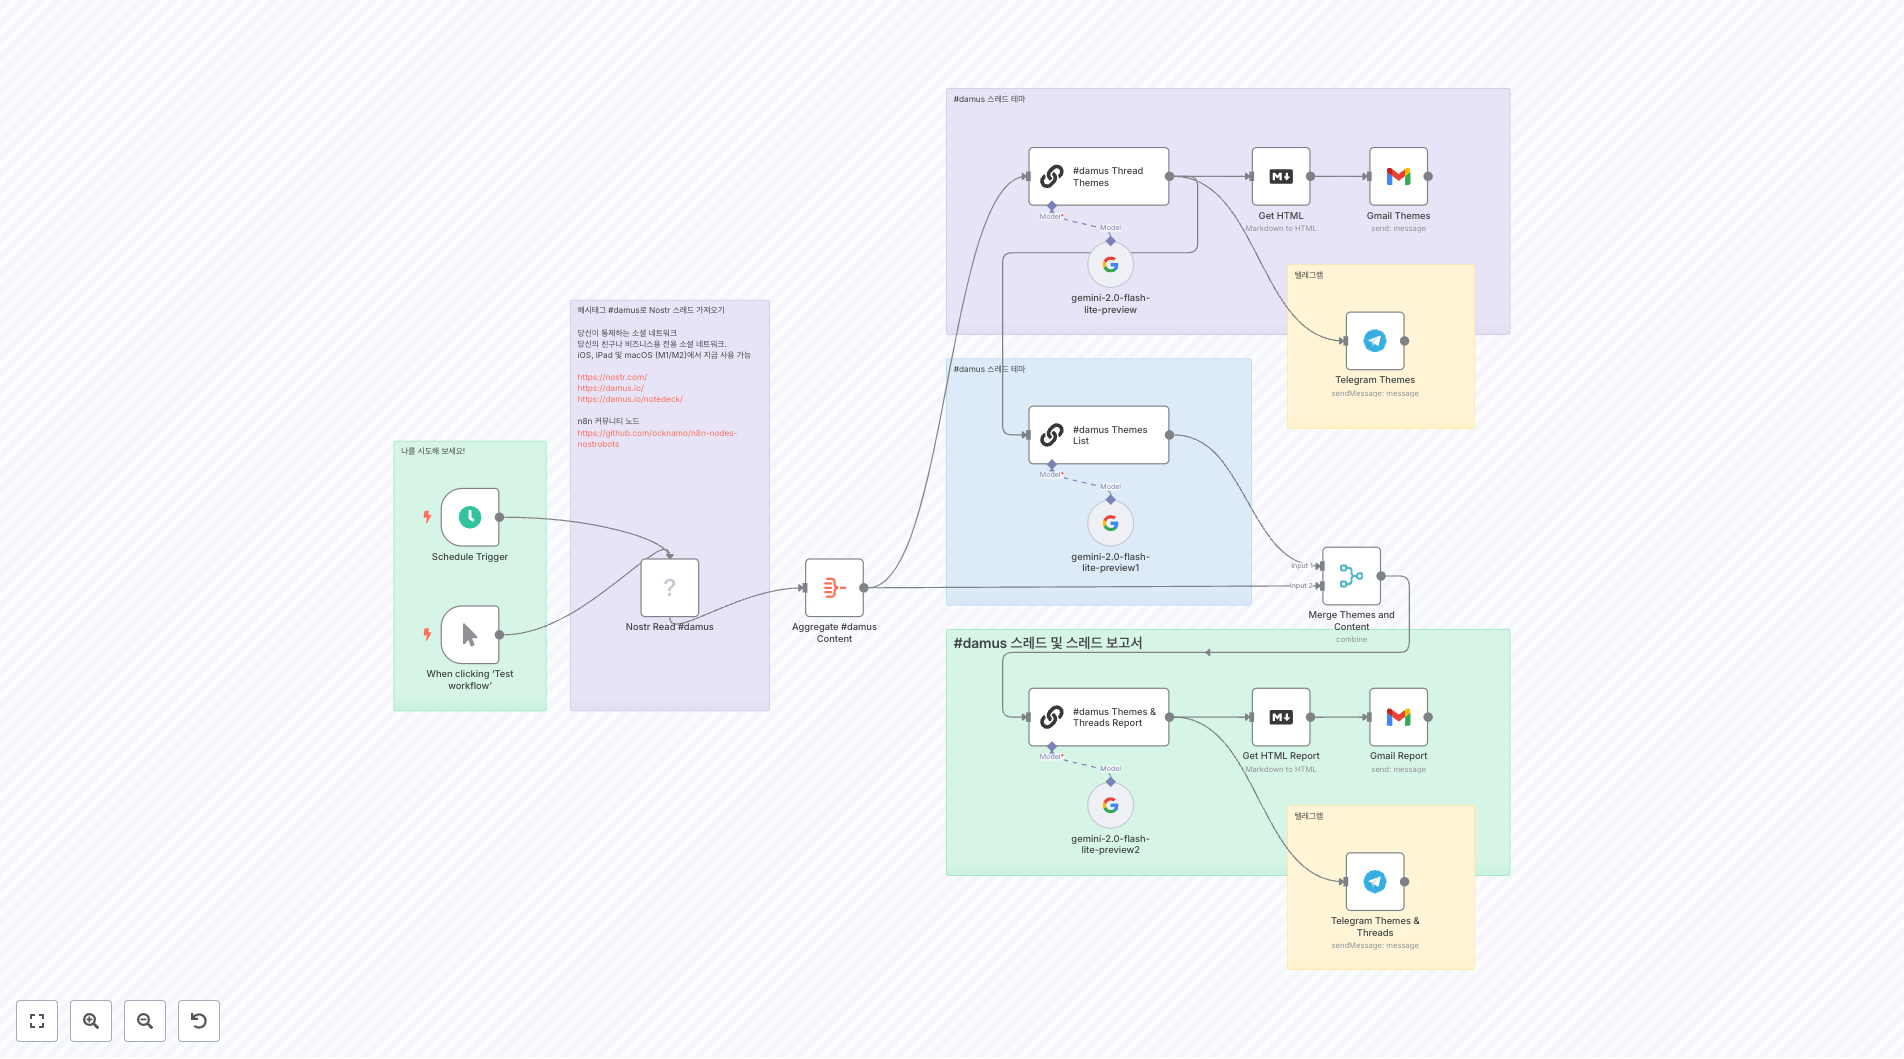 #damus 스레드 테마
#damus Thread
Themes
Model*
Model
gemini-2.0-flash-
lite-preview
Get HTML
Markdown to HTML
Gmail Themes
send: message
텔레그램
Telegram Themes
sendMessage: message
해시태그 #damus로 Nostr 스레드 가져오기
당신이 통제하는 소셜 네트워크
당신의 친구나 비즈니스용 전용 소셜 네트워크.
iOS, iPad 및 macOS (M1/M2)에서 지금 사용 가능
https://nostr.com/
https://damus.io/
https://damus.io/notedeck/
n8n 커뮤니티 노드
https://github.com/ocknamo/n8n-nodes-
nostrobots
?
Nostr Read #damus
나를 시도해 보세요!
Schedule Trigger
When clicking ‘Test
workflow’
Aggregate #damus
Content
#damus 스레드 테마
#damus Themes
List
Model*
Model
gemini-2.0-flash-
lite-preview1
Input 1
Input 2
Merge Themes and
Content
combine
#damus 스레드 및 스레드 보고서
#damus Themes &
Threads Report
Model*
Model
gemini-2.0-flash-
lite-preview2
Get HTML Report
Markdown to HTML
Gmail Report
send: message
텔레그램
Telegram Themes &
Threads
sendMessage: message